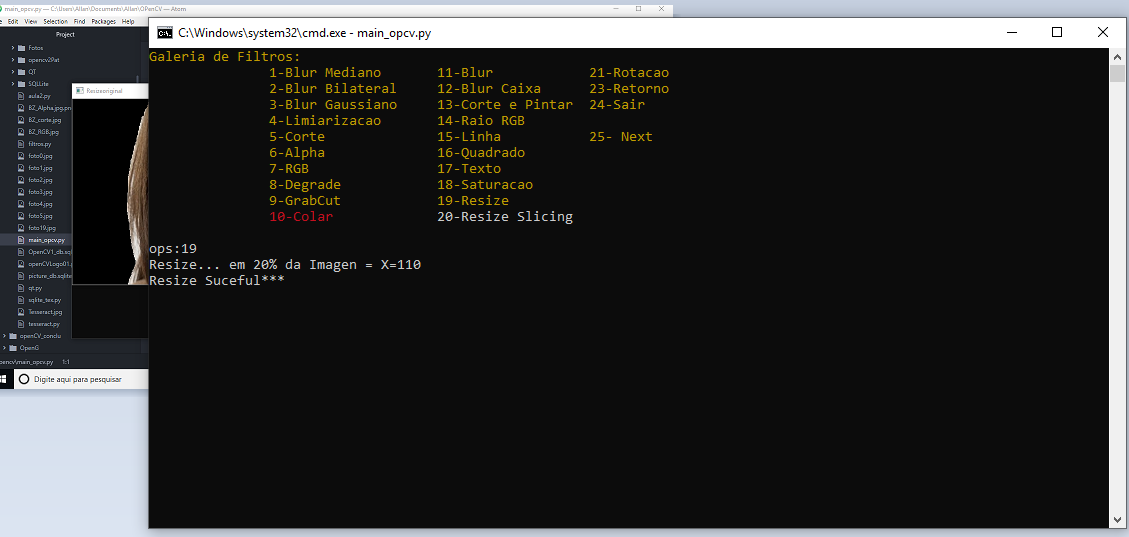 main_opcv.py — C:\Users\Allen\Documents\Allen\OPenCV — Atom
Edit View Selection Find Packages Help
Project
Fotos
opencv2Pat
QT
SQLLite
aula2.py
BZ_Alpha.jpg.pn
BZ_corte.jpg
BZ_RGB.jpg
filtros.py
foto0.jpg
foto1.jpg
foto2.jpg
foto3.jpg
foto4.jpg
foto5.jpg
foto19.jpg
main_opcv.py
OpenCV1_db.sql
openCVLogo01.
picture_db.sqlite
qt.py
sqlite_tes.py
Tesseract.jpg
tesseract.py
openCV_conclu
OpenG
opencv\main_opcv.py 1:1
Digite aqui para pesquisar
Resizeoriginal
C:\Windows\system32\cmd.exe - main_opcv.py
Galeria de Filtros:
1-Blur Mediano 11-Blur 21-Rotacao
2-Blur Bilateral 12-Blur Caixa 23-Retorno
3-Blur Gaussiano 13-Corte e Pintar 24-Sair
4-Limiarizacao 14-Raio RGB
5-Corte 15-Linha 25- Next
6-Alpha 16-Quadrado
7-RGB 17-Texto
8-Degrade 18-Saturacao
9-GrabCut 19-Resize
10-Colar 20-Resize Slicing
ops:19
Resize... em 20% da Imagen = X=110
Resize Suceful***